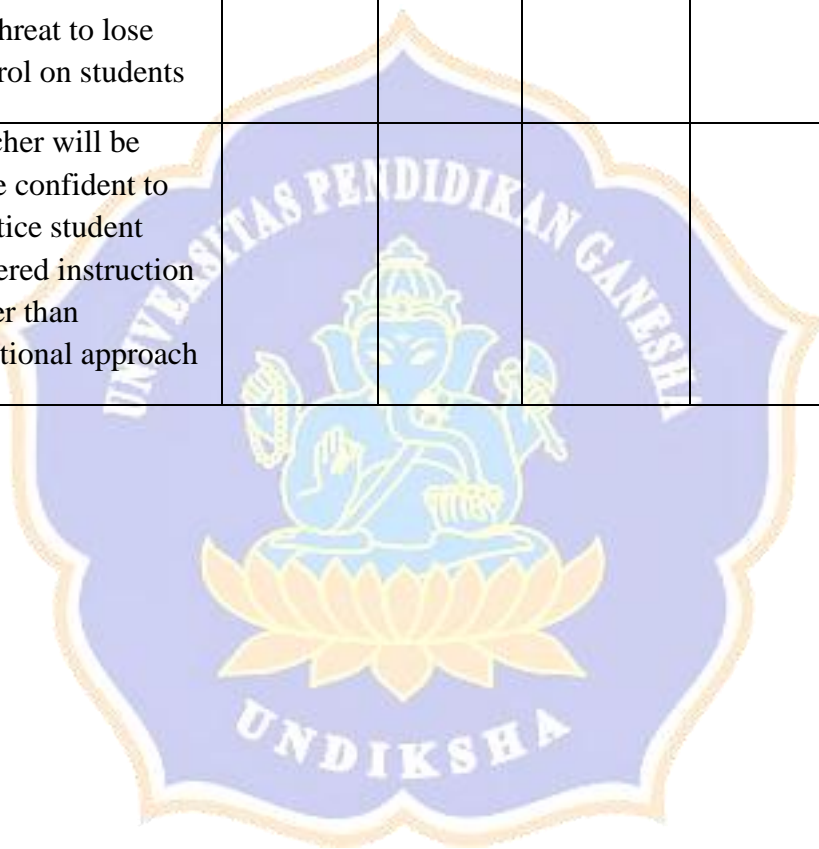 hreat to lose
rol on students
cher will be
e confident to
tice student
ered instruction
er than
tional approach
UNIVERSITAS PENDIDIKAN GANESHA
UNDIKSHA